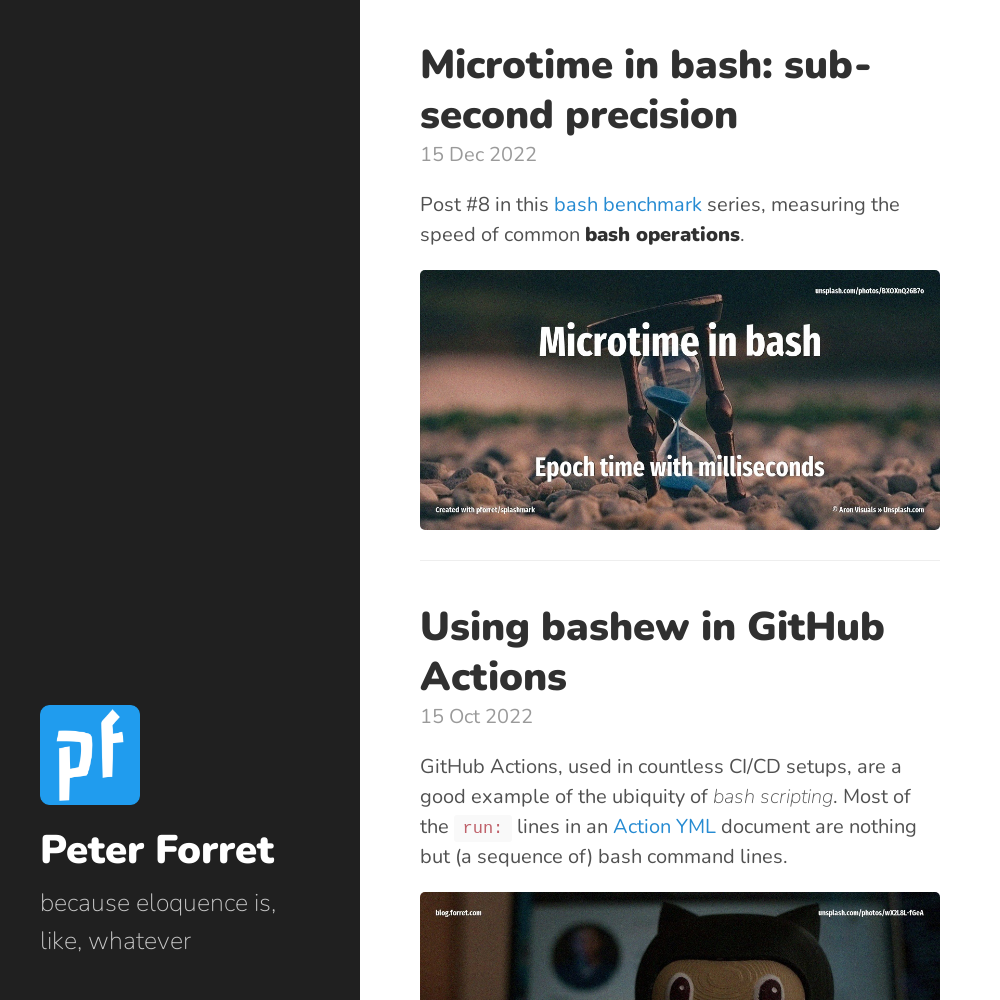 pf
Peter Forret
because eloquence is,
like, whatever
Microtime in bash: sub-
second precision
15 Dec 2022
Post #8 in this bash benchmark series, measuring the
speed of common bash operations.
unsplash.com/photos/BXOXnQ26B7o
Microtime in bash
Epoch time with milliseconds
Created with pforret/splashmark
© Aron Visuals » Unsplash.com
Using bashew in GitHub
Actions
15 Oct 2022
GitHub Actions, used in countless CI/CD setups, are a
good example of the ubiquity of bash scripting. Most of
the run: lines in an Action YML document are nothing
but (a sequence of) bash command lines.
blog.forret.com
unsplash.com/photos/wX2L8L-fGeA